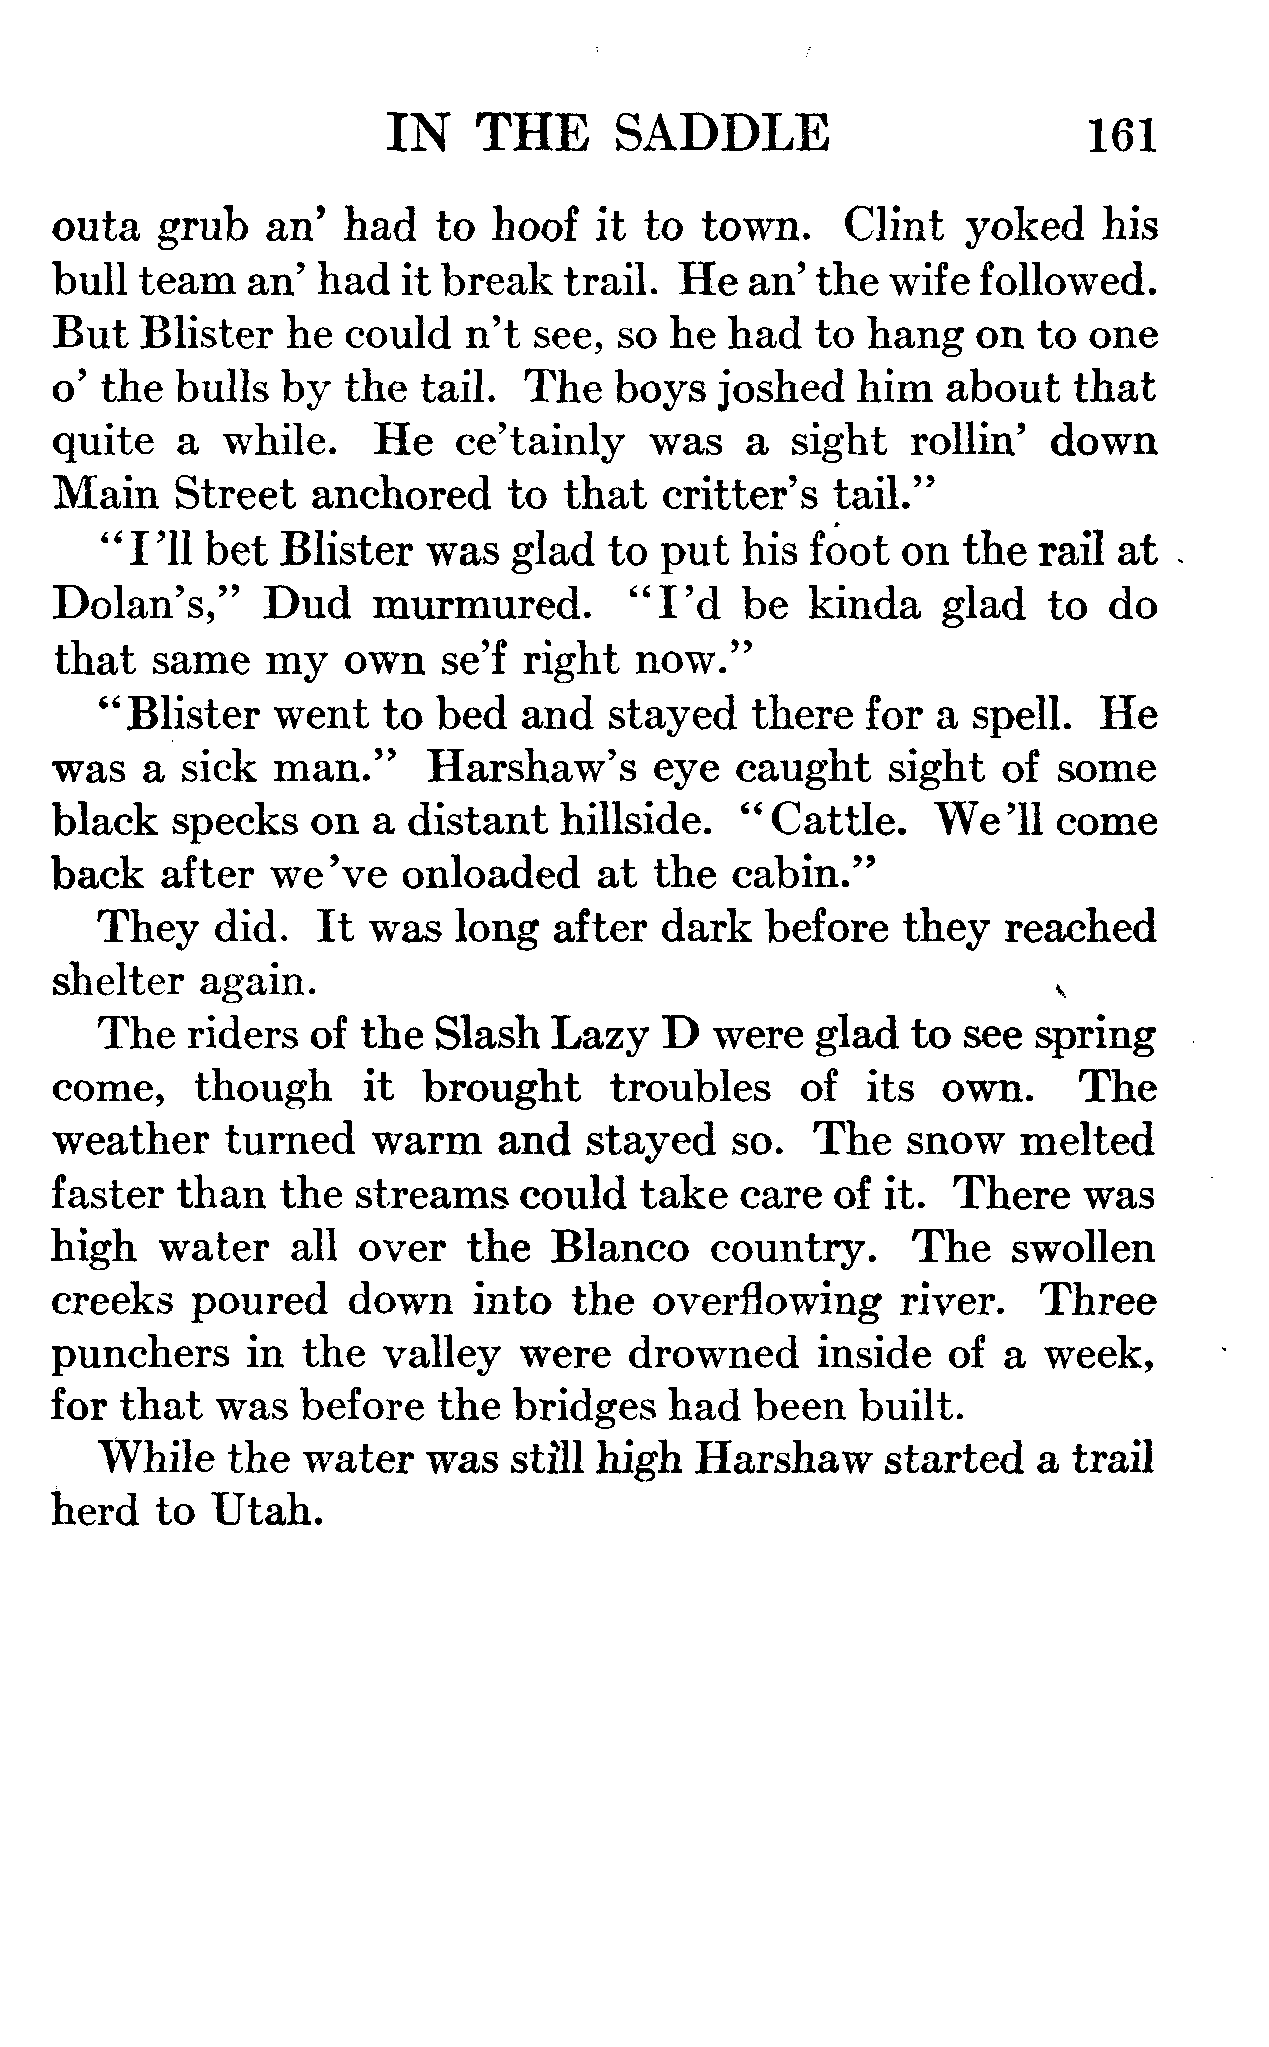 IN THE SADDLE 161
outa grub an' had to hoof it to town. Clint yoked his
bull team an' had it break trail. He an' the wife followed.
But Blister he could n't see, so he had to hang on to one
o' the bulls by the tail. The boys joshed him about that
quite a while. He ce'tainly was a sight rollin' down
Main Street anchored to that critter's tail."
"I'll bet Blister was glad to put his foot on the rail at
Dolan's," Dud murmured. "I'd be kinda glad to do
that same my own se'f right now."
"Blister went to bed and stayed there for a spell. He
was a sick man." Harshaw's eye caught sight of some
black specks on a distant hillside. "Cattle. We'll come
back after we've onloaded at the cabin."
They did. It was long after dark before they reached
shelter again.
The riders of the Slash Lazy D were glad to see spring
come, though it brought troubles of its own. The
weather turned warm and stayed so. The snow melted
faster than the streams could take care of it. There was
high water all over the Blanco country. The swollen
creeks poured down into the overflowing river. Three
punchers in the valley were drowned inside of a week,
for that was before the bridges had been built.
While the water was still high Harshaw started a trail
herd to Utah.